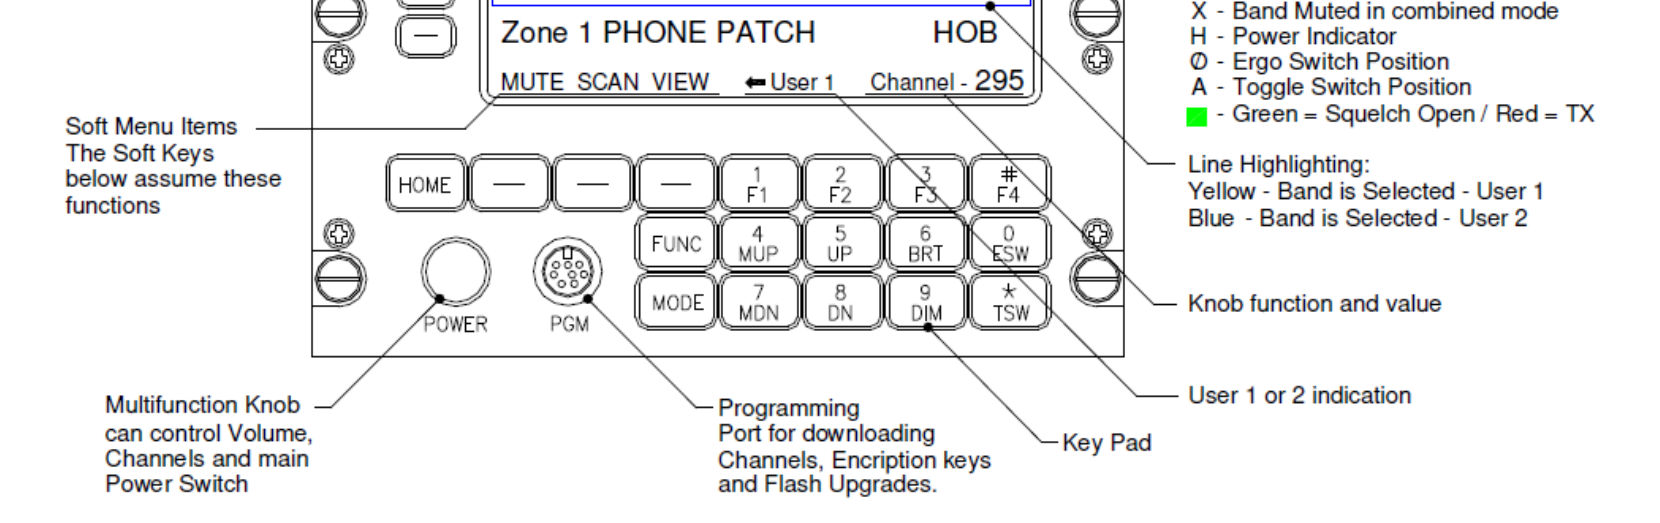 X - Band Muted in combined mode
H - Power Indicator
Ø - Ergo Switch Position
A - Toggle Switch Position
- Green = Squelch Open / Red = TX
Zone 1 PHONE PATCH HOB
MUTE SCAN VIEW ⬅ User 1 Channel - 295
Soft Menu Items
The Soft Keys
below assume these
functions
Line Highlighting:
Yellow - Band is Selected - User 1
Blue - Band is Selected - User 2
HOME — — — 1 2 3 #
F1 F2 F3 F4
FUNC 4 5 6 0
MUP UP BRT ESW
MODE 7 8 9 *
MDN DN DIM TSW
POWER PGM
Knob function and value
User 1 or 2 indication
Key Pad
Multifunction Knob
can control Volume,
Channels and main
Power Switch
Programming
Port for downloading
Channels, Encription keys
and Flash Upgrades.